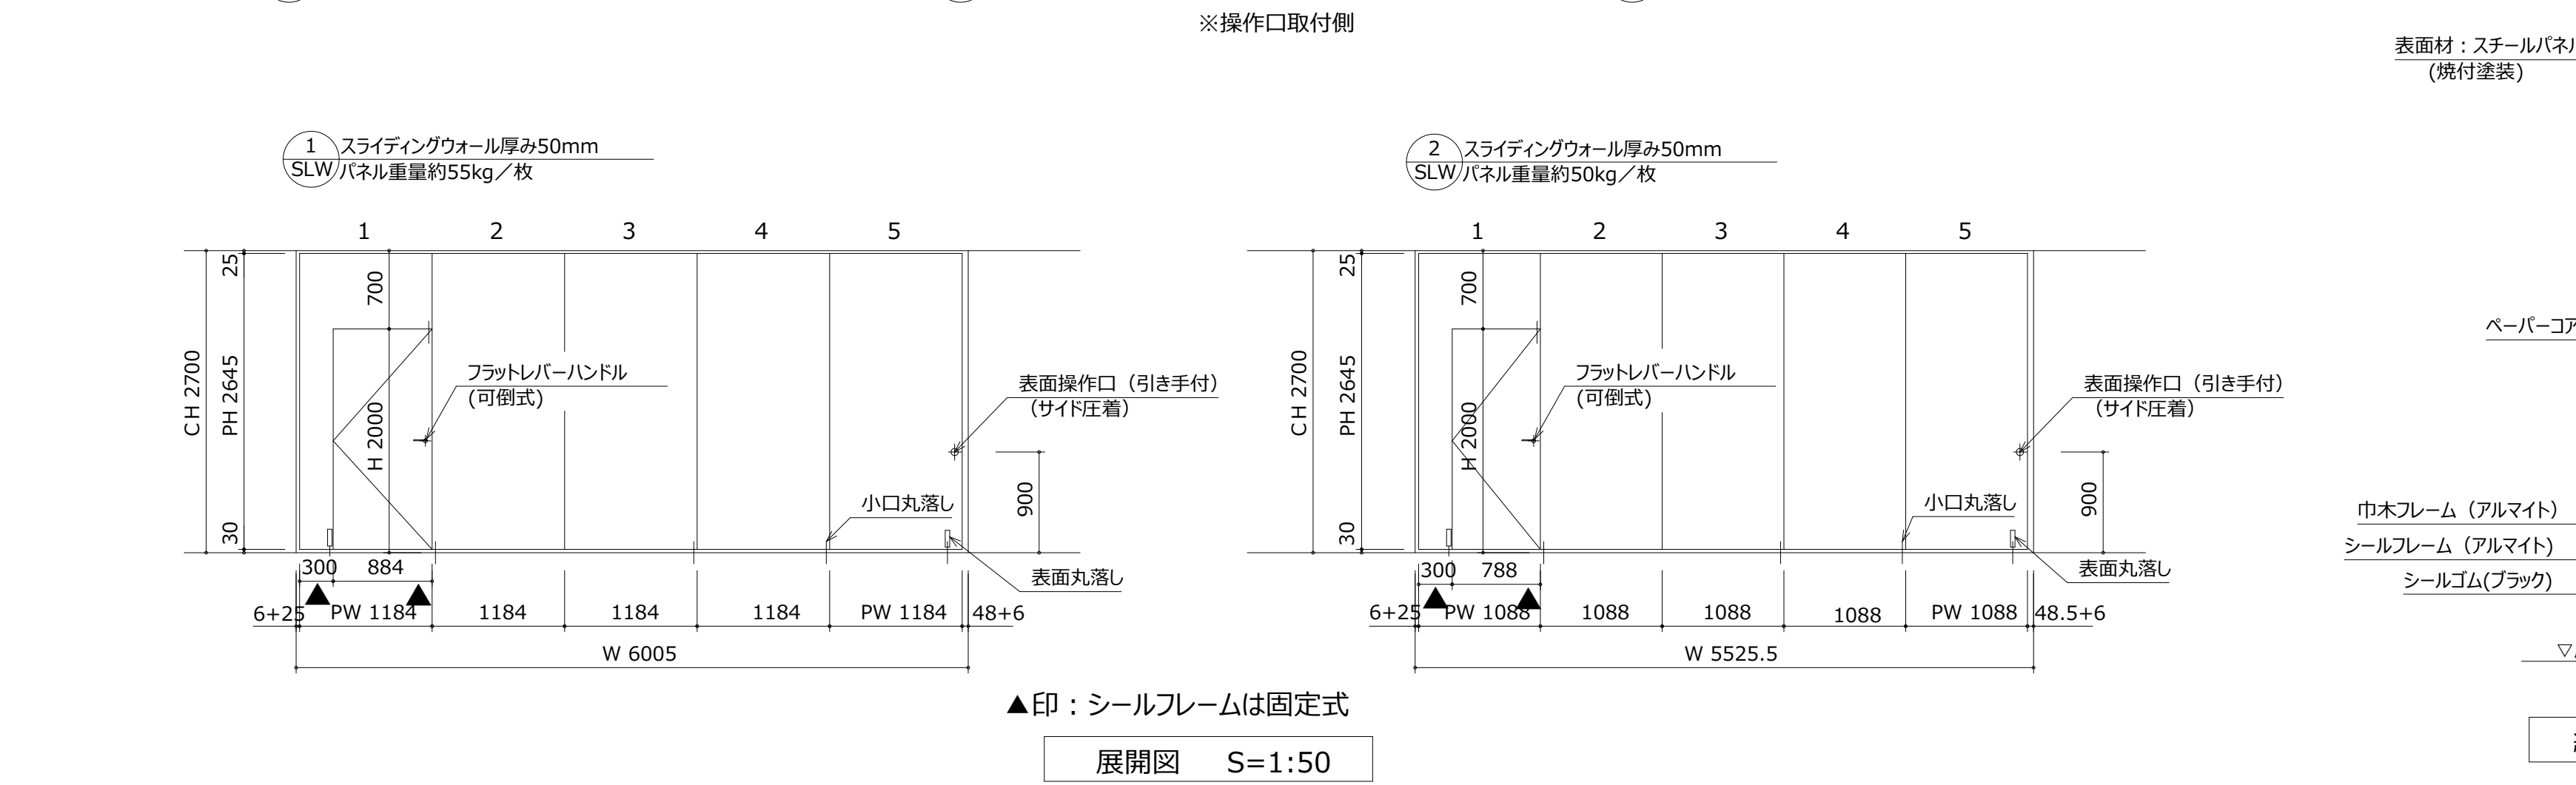 ※操作口取付側
表面材：スチールパネル
(焼付塗装)
1
SLW
スライディングウォール厚み50mm
パネル重量約55kg／枚
2
SLW
スライディングウォール厚み50mm
パネル重量約50kg／枚
1 2 3 4 5
25
700
CH 2700
PH 2645
H 2000
30
フラットレバーハンドル
(可倒式)
表面操作口（引き手付）
（サイド圧着）
900
小口丸落し
表面丸落し
300 884
6+25 PW 1184 1184 1184 1184 PW 1184 48+6
W 6005
1 2 3 4 5
25
700
CH 2700
PH 2645
H 2000
30
フラットレバーハンドル
(可倒式)
表面操作口（引き手付）
（サイド圧着）
900
小口丸落し
表面丸落し
300 788
6+25 PW 1088 1088 1088 1088 PW 1088 48.5+6
W 5525.5
ペーパーコア
巾木フレーム（アルマイト）
シールフレーム（アルマイト）
シールゴム(ブラック)
▲印：シールフレームは固定式
展開図 S=1:50